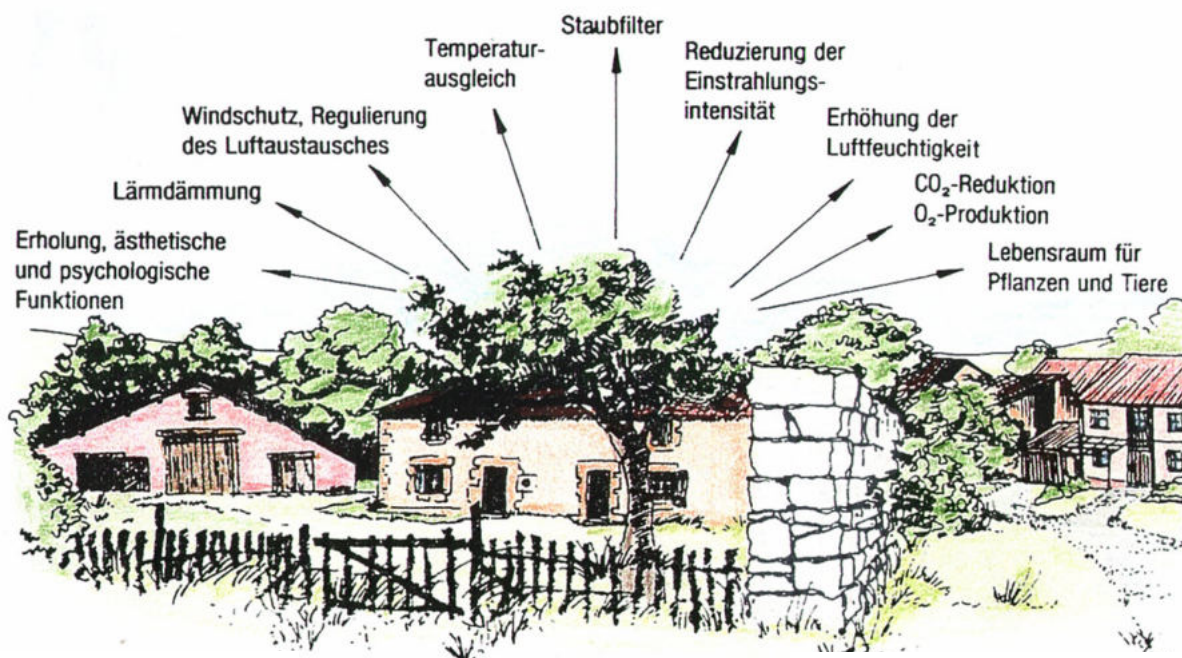 Staubfilter
Temperatur-
ausgleich
Reduzierung der
Einstrahlungs-
intensität
Windschutz, Regulierung
des Luftaustausches
Erhöhung der
Luftfeuchtigkeit
Lärmdämmung
CO₂-Reduktion
O₂-Produktion
Erholung, ästhetische
und psychologische
Funktionen
Lebensraum für
Pflanzen und Tiere